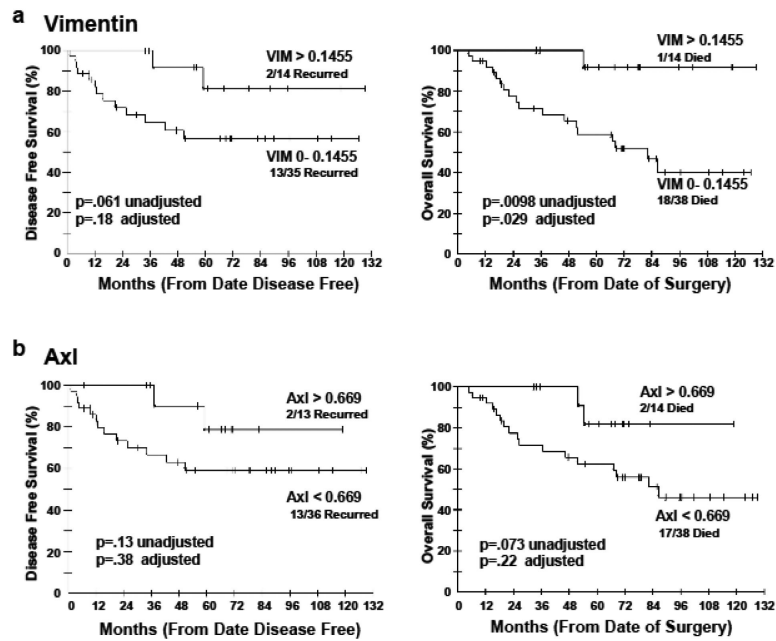 a
Vimentin
Disease Free Survival (%)
100
80
60
40
20
0
VIM > 0.1455
2/14 Recurred
VIM 0- 0.1455
13/35 Recurred
p=.061 unadjusted
p=.18 adjusted
0 12 24 36 48 60 72 84 96 108 120 132
Months (From Date Disease Free)
Overall Survival (%)
100
80
60
40
20
0
VIM > 0.1455
1/14 Died
VIM 0- 0.1455
18/38 Died
p=.0098 unadjusted
p=.029 adjusted
0 12 24 36 48 60 72 84 96 108 120 132
Months (From Date of Surgery)
b
Axl
Disease Free Survival (%)
100
80
60
40
20
0
Axl > 0.669
2/13 Recurred
Axl < 0.669
13/36 Recurred
p=.13 unadjusted
p=.38 adjusted
0 12 24 36 48 60 72 84 96 108 120 132
Months (From Date Disease Free)
Overall Survival (%)
100
80
60
40
20
0
Axl > 0.669
2/14 Died
Axl < 0.669
17/38 Died
p=.073 unadjusted
p=.22 adjusted
0 12 24 36 48 60 72 84 96 108 120 132
Months (From Date of Surgery)